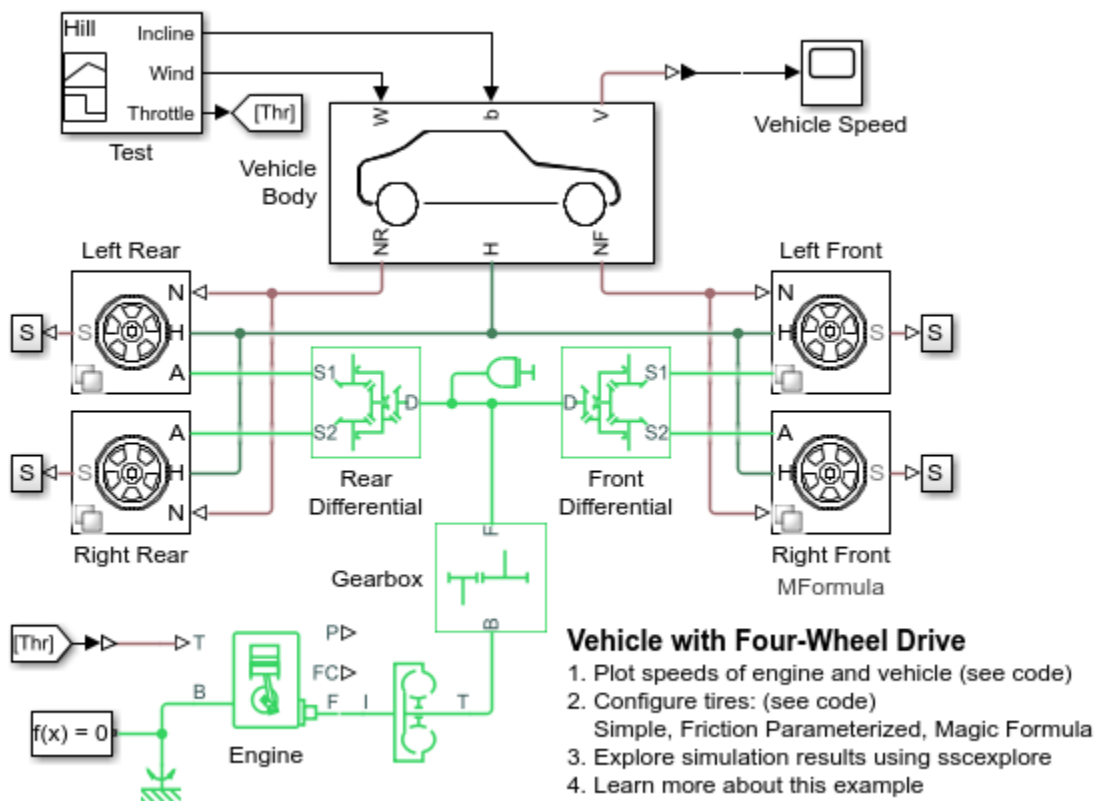 Hill
Incline
Wind
Throttle
[Thr]
Test
W
b
V
Vehicle Speed
Vehicle
Body
NR
H
NF
Left Rear
Left Front
N
N
S
S
H
H
S
S
A
S1
S1
D
D
A
S2
S2
A
S
S
H
H
S
S
N
Rear
Differential
Front
Differential
Right Rear
Right Front
MFormula
F
Gearbox
B
[Thr]
T
P
FC
B
F
I
T
f(x) = 0
Engine
Vehicle with Four-Wheel Drive
1. Plot speeds of engine and vehicle (see code)
2. Configure tires: (see code)
Simple, Friction Parameterized, Magic Formula
3. Explore simulation results using sscexplore
4. Learn more about this example